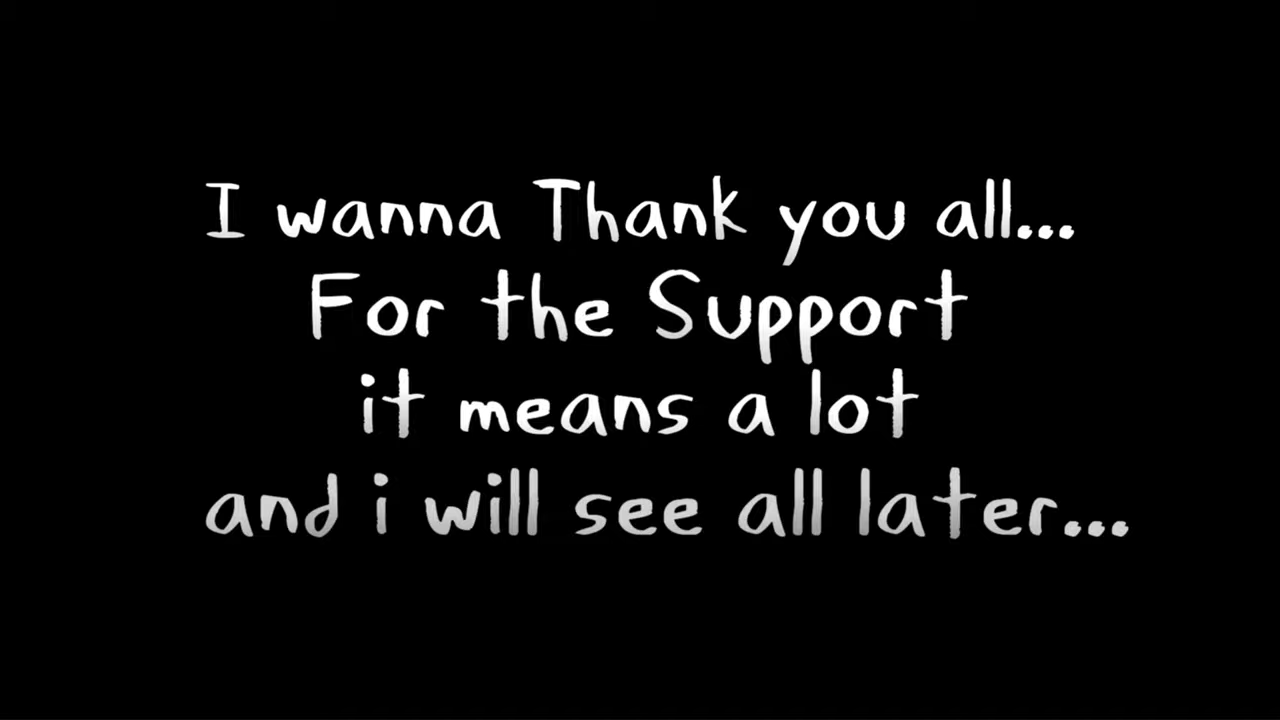 I wanna Thank you all...
For the Support
it means a lot
and i will see all later...